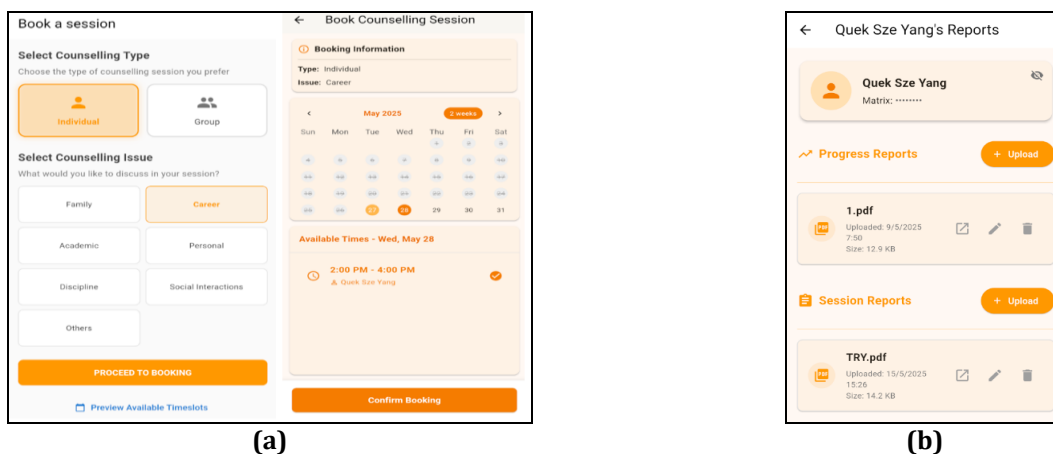 Book a session
Select Counselling Type
Choose the type of counselling session you prefer
Individual
Group
Select Counselling Issue
What would you like to discuss in your session?
Family
Career
Academic
Personal
Discipline
Social Interactions
Others
PROCEED TO BOOKING
Preview Available Timeslots
Book Counselling Session
Booking Information
Type: Individual
Issue: Career
May 2025
2 weeks
Sun Mon Tue Wed Thu Fri Sat
27 28 29 30 31
Available Times - Wed, May 28
2:00 PM - 4:00 PM
Quek Sze Yang
Confirm Booking
(a)
Quek Sze Yang's Reports
Quek Sze Yang
Matrix: ••••••••
Progress Reports
+ Upload
PDF
1.pdf
Uploaded: 9/5/2025
7:50
Size: 12.9 KB
Session Reports
+ Upload
PDF
TRY.pdf
Uploaded: 15/5/2025
15:26
Size: 14.2 KB
(b)